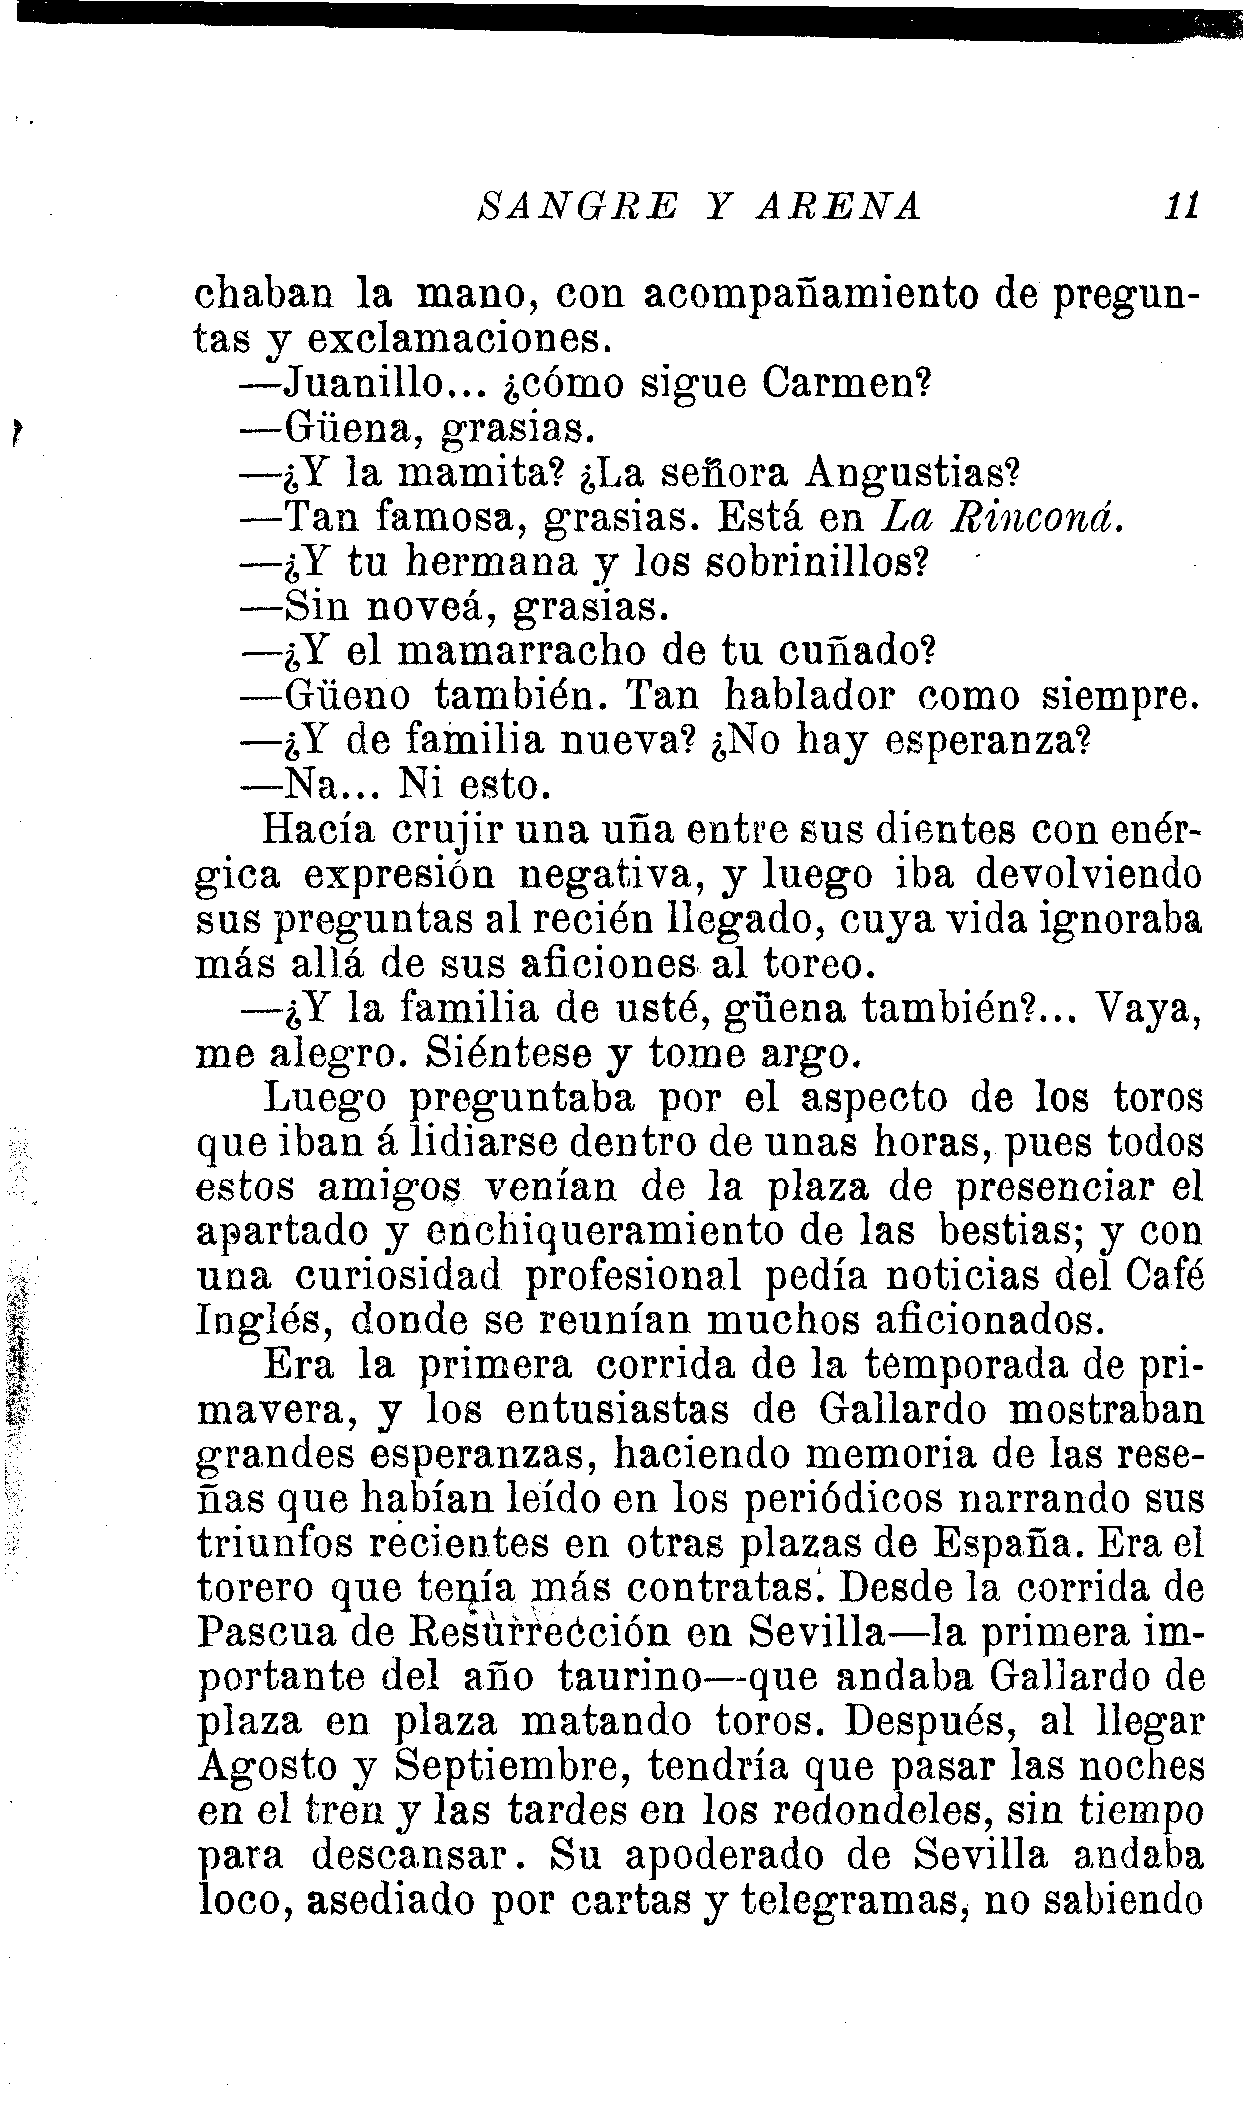 SANGRE Y ARENA 11
chaban la mano, con acompañamiento de pregun-
tas y exclamaciones.
—Juanillo... ¿cómo sigue Carmen?
—Güena, grasias.
—¿Y la mamita? ¿La señora Angustias?
—Tan famosa, grasias. Está en La Rinconá.
—¿Y tu hermana y los sobrinillos?
—Sin noveá, grasias.
—¿Y el mamarracho de tu cuñado?
—Güeno también. Tan hablador como siempre.
—¿Y de familia nueva? ¿No hay esperanza?
—Na... Ni esto.
Hacía crujir una uña entre sus dientes con enér-
gica expresión negativa, y luego iba devolviendo
sus preguntas al recién llegado, cuya vida ignoraba
más allá de sus aficiones al toreo.
—¿Y la familia de usté, güena también?... Vaya,
me alegro. Siéntese y tome argo.
Luego preguntaba por el aspecto de los toros
que iban á lidiarse dentro de unas horas, pues todos
estos amigos venían de la plaza de presenciar el
apartado y enchiqueramiento de las bestias; y con
una curiosidad profesional pedía noticias del Café
Inglés, donde se reunían muchos aficionados.
Era la primera corrida de la temporada de pri-
mavera, y los entusiastas de Gallardo mostraban
grandes esperanzas, haciendo memoria de las rese-
ñas que habían leído en los periódicos narrando sus
triunfos recientes en otras plazas de España. Era el
torero que tenía más contratas. Desde la corrida de
Pascua de Resurrección en Sevilla—la primera im-
portante del año taurino—que andaba Gallardo de
plaza en plaza matando toros. Después, al llegar
Agosto y Septiembre, tendría que pasar las noches
en el tren y las tardes en los redondeles, sin tiempo
para descansar. Su apoderado de Sevilla andaba
loco, asediado por cartas y telegramas, no sabiendo